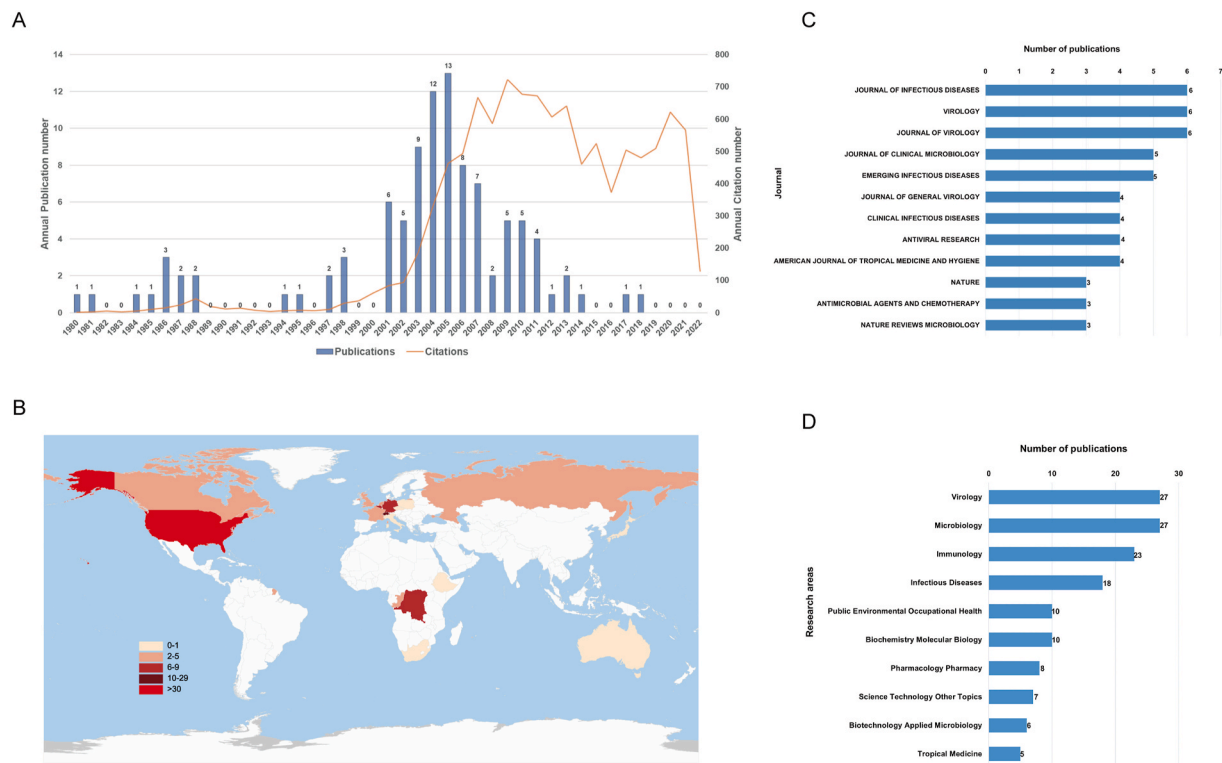 A
Annual Publication number
14
12
10
8
6
4
2
0
800
700
600
500
400
300
200
100
0
Annual Citation number
1 1 0 0 1 1 3 2 2 0 0 0 0 0 1 1 0 2 3 0 0 6 5 9 12 13 8 7 2 5 5 4 1 2 1 0 0 1 1 0 0 0 0
1980 1981 1982 1983 1984 1985 1986 1987 1988 1989 1990 1991 1992 1993 1994 1995 1996 1997 1998 1999 2000 2001 2002 2003 2004 2005 2006 2007 2008 2009 2010 2011 2012 2013 2014 2015 2016 2017 2018 2019 2020 2021 2022
Publications Citations
B
0-1
2-5
6-9
10-29
>30
C
Number of publications
0 1 2 3 4 5 6 7
Journal
JOURNAL OF INFECTIOUS DISEASES 6
VIROLOGY 6
JOURNAL OF VIROLOGY 6
JOURNAL OF CLINICAL MICROBIOLOGY 5
EMERGING INFECTIOUS DISEASES 5
JOURNAL OF GENERAL VIROLOGY 4
CLINICAL INFECTIOUS DISEASES 4
ANTIVIRAL RESEARCH 4
AMERICAN JOURNAL OF TROPICAL MEDICINE AND HYGIENE 4
NATURE 3
ANTIMICROBIAL AGENTS AND CHEMOTHERAPY 3
NATURE REVIEWS MICROBIOLOGY 3
D
Number of publications
0 10 20 30
Research areas
Virology 27
Microbiology 27
Immunology 23
Infectious Diseases 18
Public Environmental Occupational Health 10
Biochemistry Molecular Biology 10
Pharmacology Pharmacy 8
Science Technology Other Topics 7
Biotechnology Applied Microbiology 6
Tropical Medicine 5